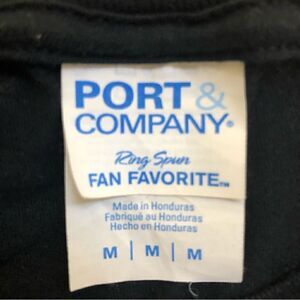 PORT &
COMPANY®
Ring Spun
FAN FAVORITE™
Made in Honduras
Fabriqué au Honduras
Hecho en Honduras
M | M | M